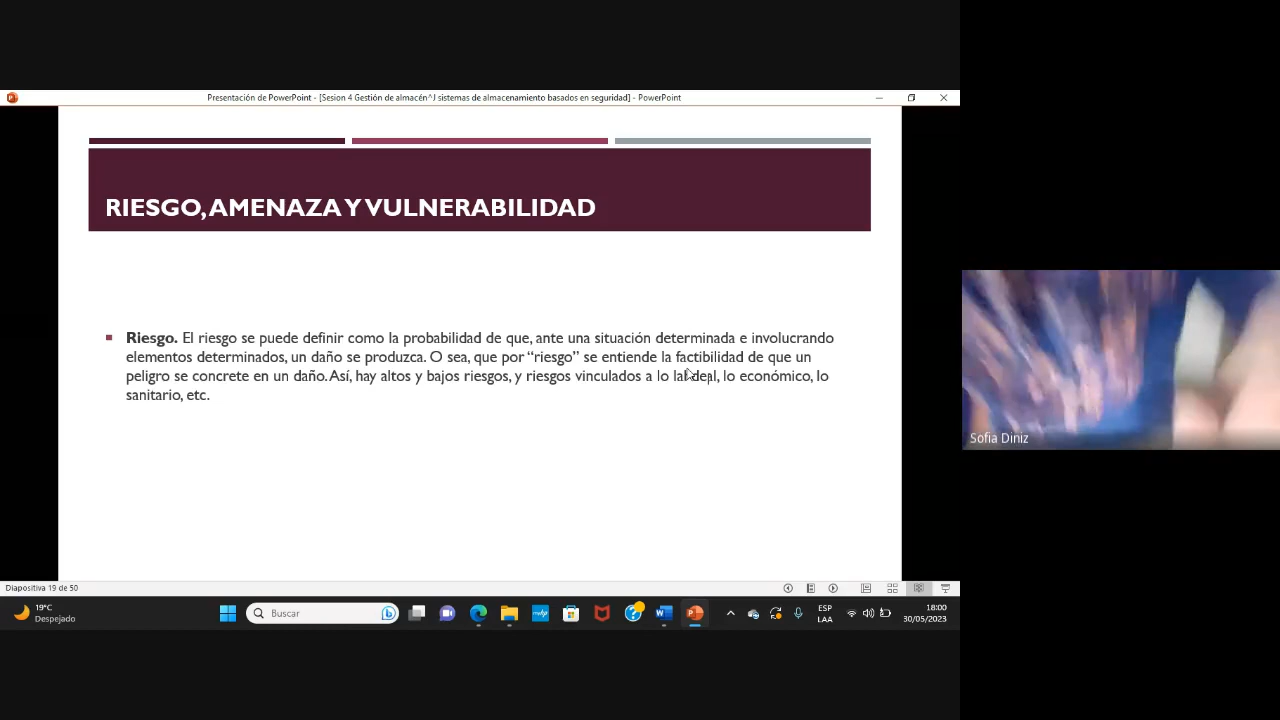 Presentación de PowerPoint - [Sesion 4 Gestión de almacén^J sistemas de almacenamiento basados en seguridad] - PowerPoint
RIESGO, AMENAZA Y VULNERABILIDAD
Riesgo. El riesgo se puede definir como la probabilidad de que, ante una situación determinada e involucrando
elementos determinados, un daño se produzca. O sea, que por “riesgo” se entiende la factibilidad de que un
peligro se concrete en un daño. Así, hay altos y bajos riesgos, y riesgos vinculados a lo lal deal, lo económico, lo
sanitario, etc.
Sofia Diniz
Diapositiva 19 de 50
19°C
Despejado
Buscar
ESP
LAA
18:00
30/05/2023